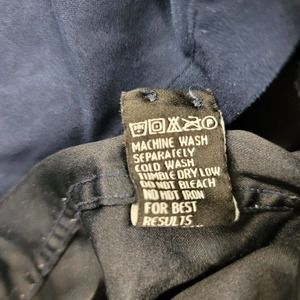 MACHINE WASH
SEPARATELY
COLD WASH
TUMBLE DRY LOW
DO NOT BLEACH
DO NOT IRON
FOR BEST
RESULTS